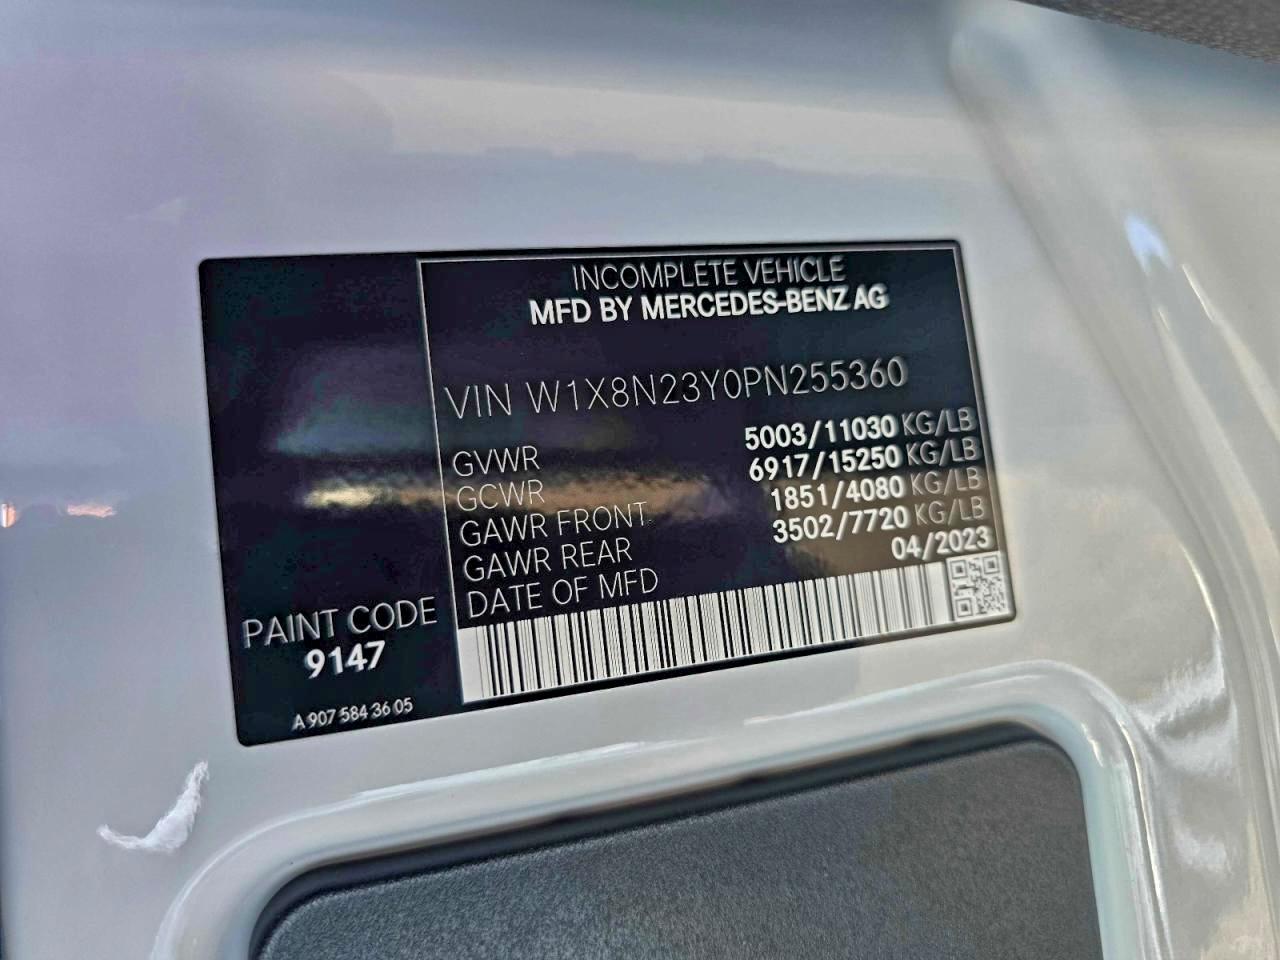 INCOMPLETE VEHICLE
MFD BY MERCEDES-BENZ AG
VIN W1X8N23Y0PN255360
GVWR 5003/11030 KG/LB
GCWR 6917/15250 KG/LB
GAWR FRONT 1851/4080 KG/LB
GAWR REAR 3502/7720 KG/LB
DATE OF MFD 04/2023
PAINT CODE
9147
A 907 584 36 05